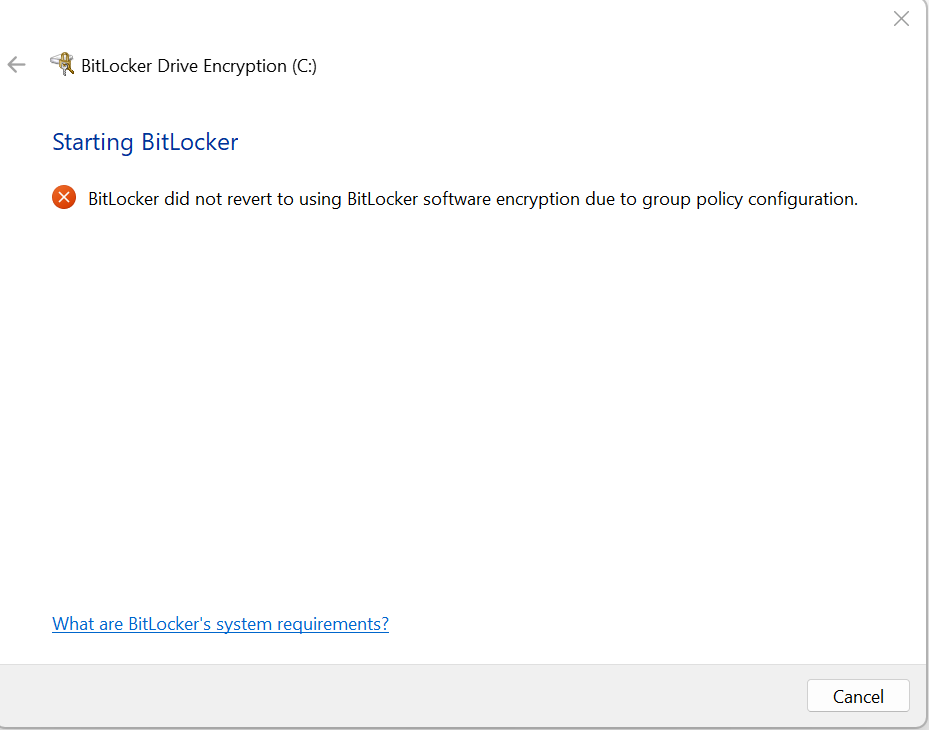 BitLocker Drive Encryption (C:)
Starting BitLocker
BitLocker did not revert to using BitLocker software encryption due to group policy configuration.
What are BitLocker's system requirements?
Cancel